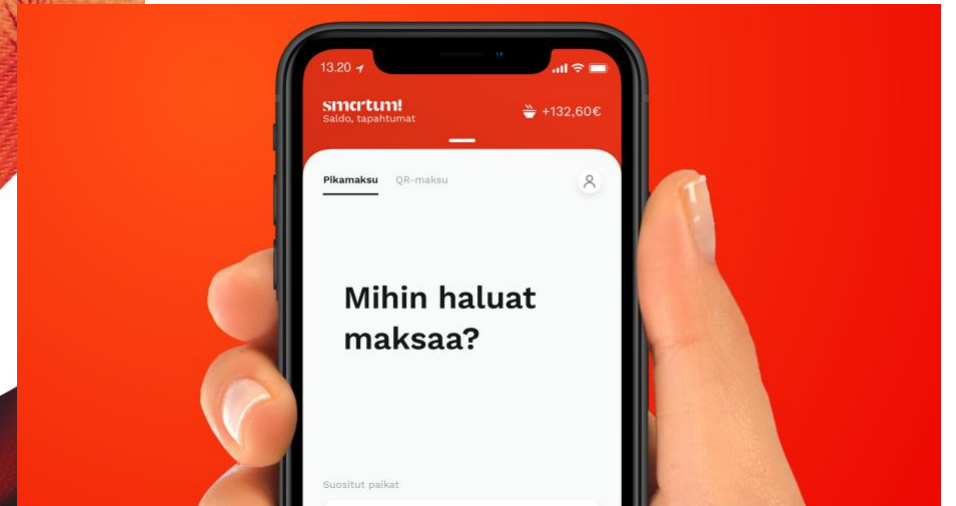 13.20
smartum!
Saldo, tapahtumat
+132,60€
Pikamaksu QR-maksu
Mihin haluat
maksaa?
Suositut paikat